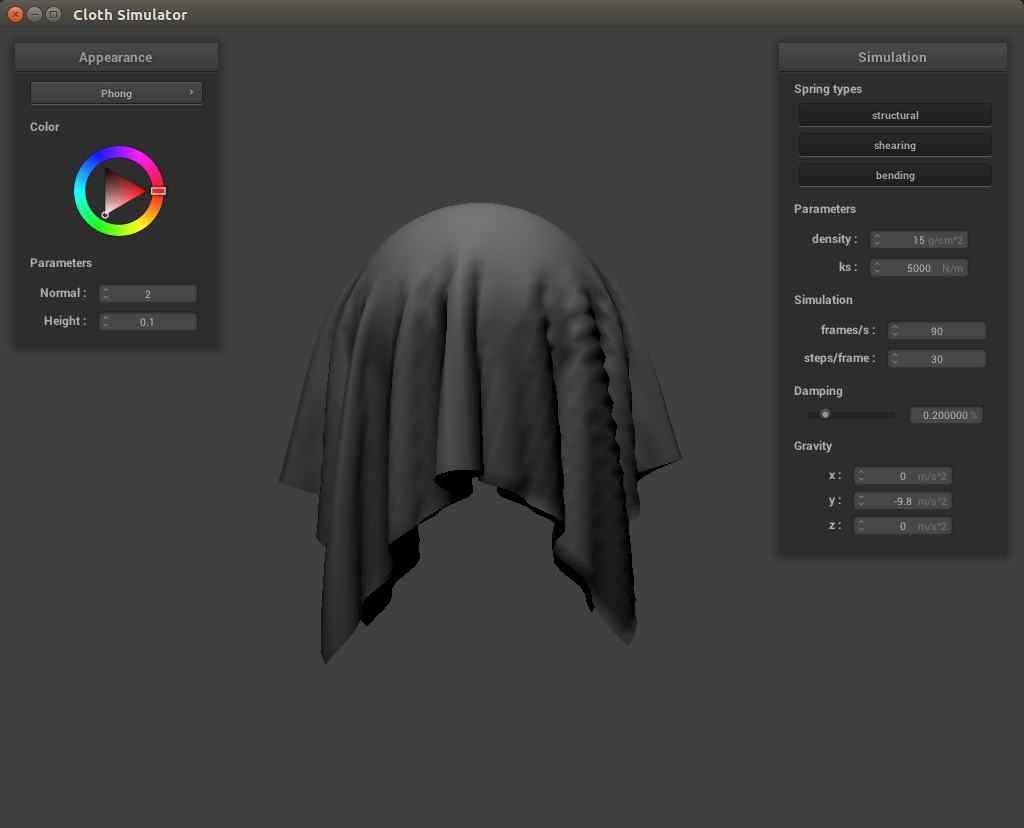 Cloth Simulator
Appearance
Phong
Color
Parameters
Normal : 2
Height : 0.1
Simulation
Spring types
structural
shearing
bending
Parameters
density : 15 g/cm^2
ks : 5000 N/m
Simulation
frames/s : 90
steps/frame : 30
Damping
0.200000 %
Gravity
x : 0 m/s^2
y : -9.8 m/s^2
z : 0 m/s^2